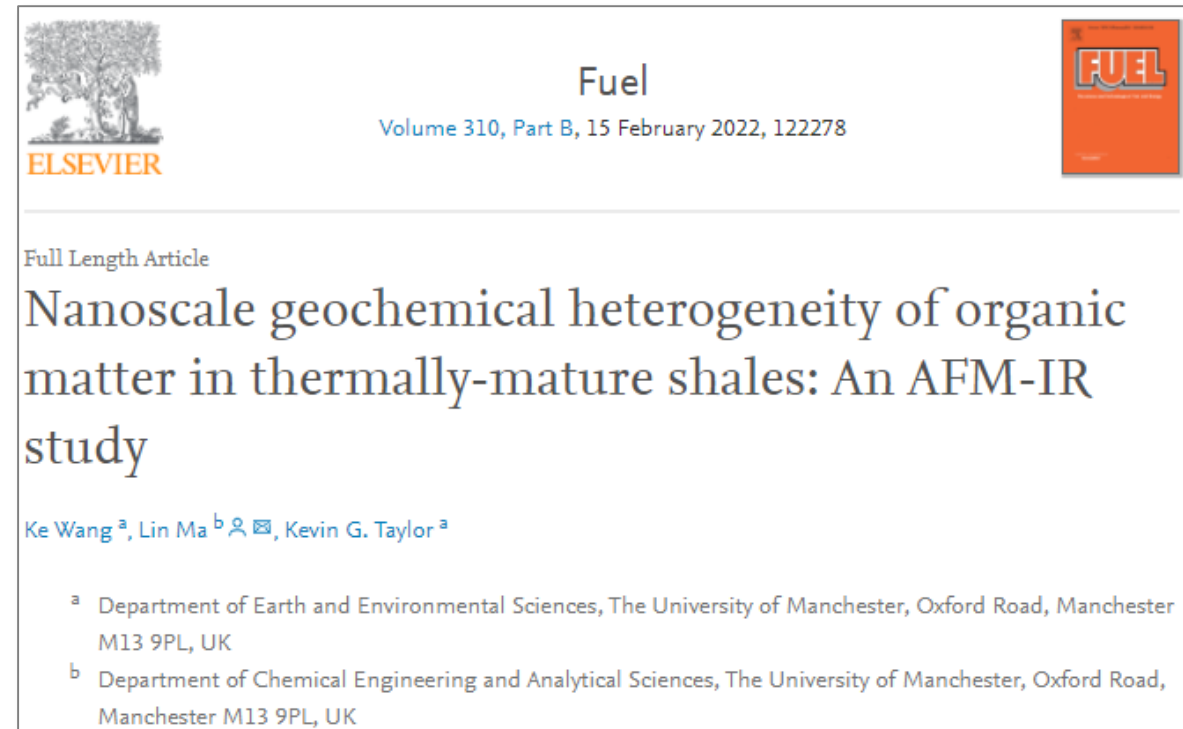 ELSEVIER
Fuel
Volume 310, Part B, 15 February 2022, 122278
FUEL
Full Length Article
Nanoscale geochemical heterogeneity of organic
matter in thermally-mature shales: An AFM-IR
study
Ke Wang a, Lin Ma b, Kevin G. Taylor a
a Department of Earth and Environmental Sciences, The University of Manchester, Oxford Road, Manchester
M13 9PL, UK
b Department of Chemical Engineering and Analytical Sciences, The University of Manchester, Oxford Road,
Manchester M13 9PL, UK